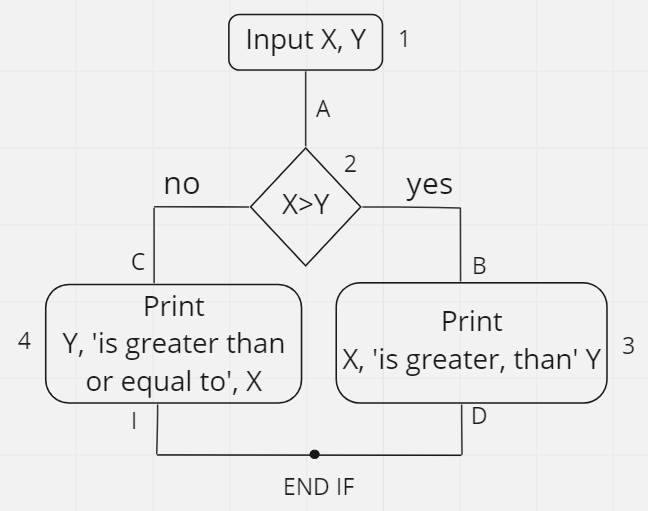 Input X, Y
1
A
2
no
X>Y
yes
C
B
Print
Y, 'is greater than
or equal to', X
4
Print
X, 'is greater, than' Y
3
I
D
END IF